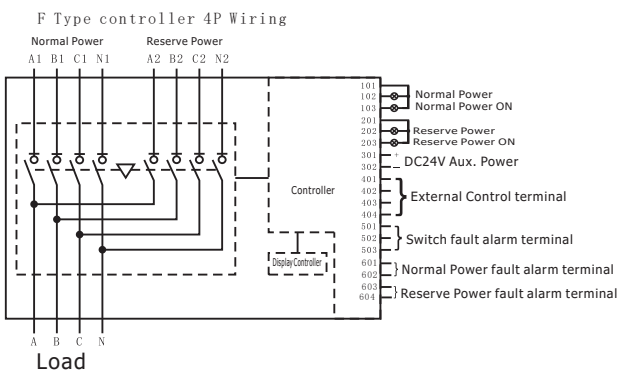 F Type controller 4P Wiring
Normal Power Reserve Power
A1 B1 C1 N1 A2 B2 C2 N2
101
102 Normal Power
103 Normal Power ON
201
202 Reserve Power
203 Reserve Power ON
301 +
302 − DC24V Aux. Power
401
402
403 External Control terminal
404
501
502 Switch fault alarm terminal
503
601
602 Normal Power fault alarm terminal
603
604 Reserve Power fault alarm terminal
Controller
Display Controller
A B C N
Load